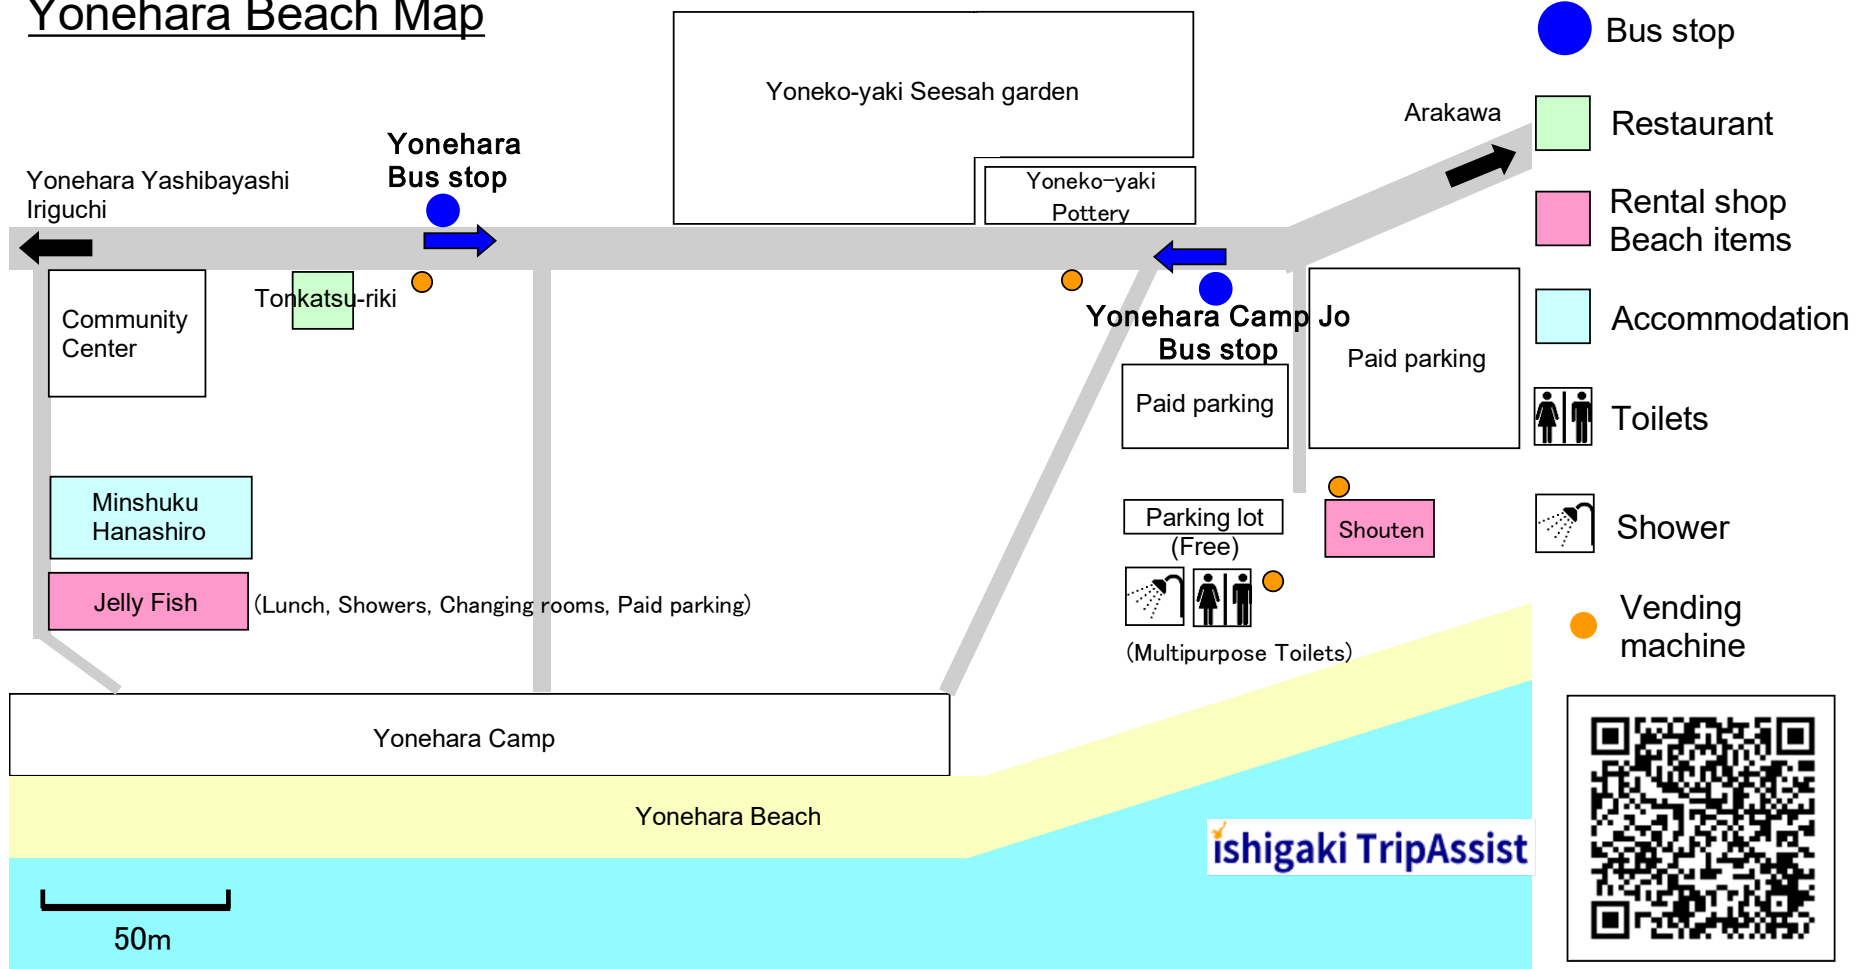 Yonehara Beach Map
Bus stop
Restaurant
Rental shop
Beach items
Accommodation
Toilets
Shower
Vending
machine
Yoneko-yaki Seesah garden
Yoneko-yaki
Pottery
Arakawa
Yonehara
Bus stop
Yonehara Yashibayashi
Iriguchi
Community
Center
Tonkatsu-riki
Yonehara Camp Jo
Bus stop
Paid parking
Paid parking
Minshuku
Hanashiro
Jelly Fish
(Lunch, Showers, Changing rooms, Paid parking)
Parking lot
(Free)
Shouten
(Multipurpose Toilets)
Yonehara Camp
Yonehara Beach
ishigaki TripAssist
50m